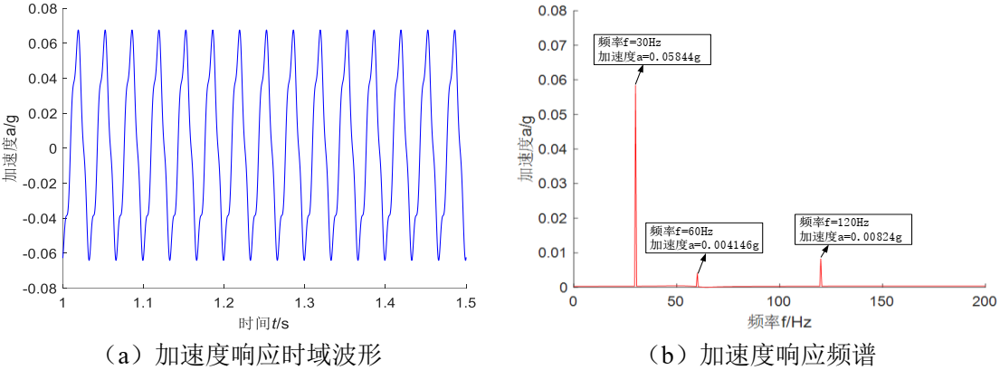 0.08
0.06
0.04
0.02
0
-0.02
-0.04
-0.06
-0.08
加速度a/g
1
1.1
1.2
1.3
1.4
1.5
时间t/s
（a）加速度响应时域波形
0.08
0.07
0.06
0.05
0.04
0.03
0.02
0.01
0
加速度a/g
频率f=30Hz
加速度a=0.05844g
频率f=60Hz
加速度a=0.004146g
频率f=120Hz
加速度a=0.00824g
0
50
100
150
200
频率f/Hz
（b）加速度响应频谱